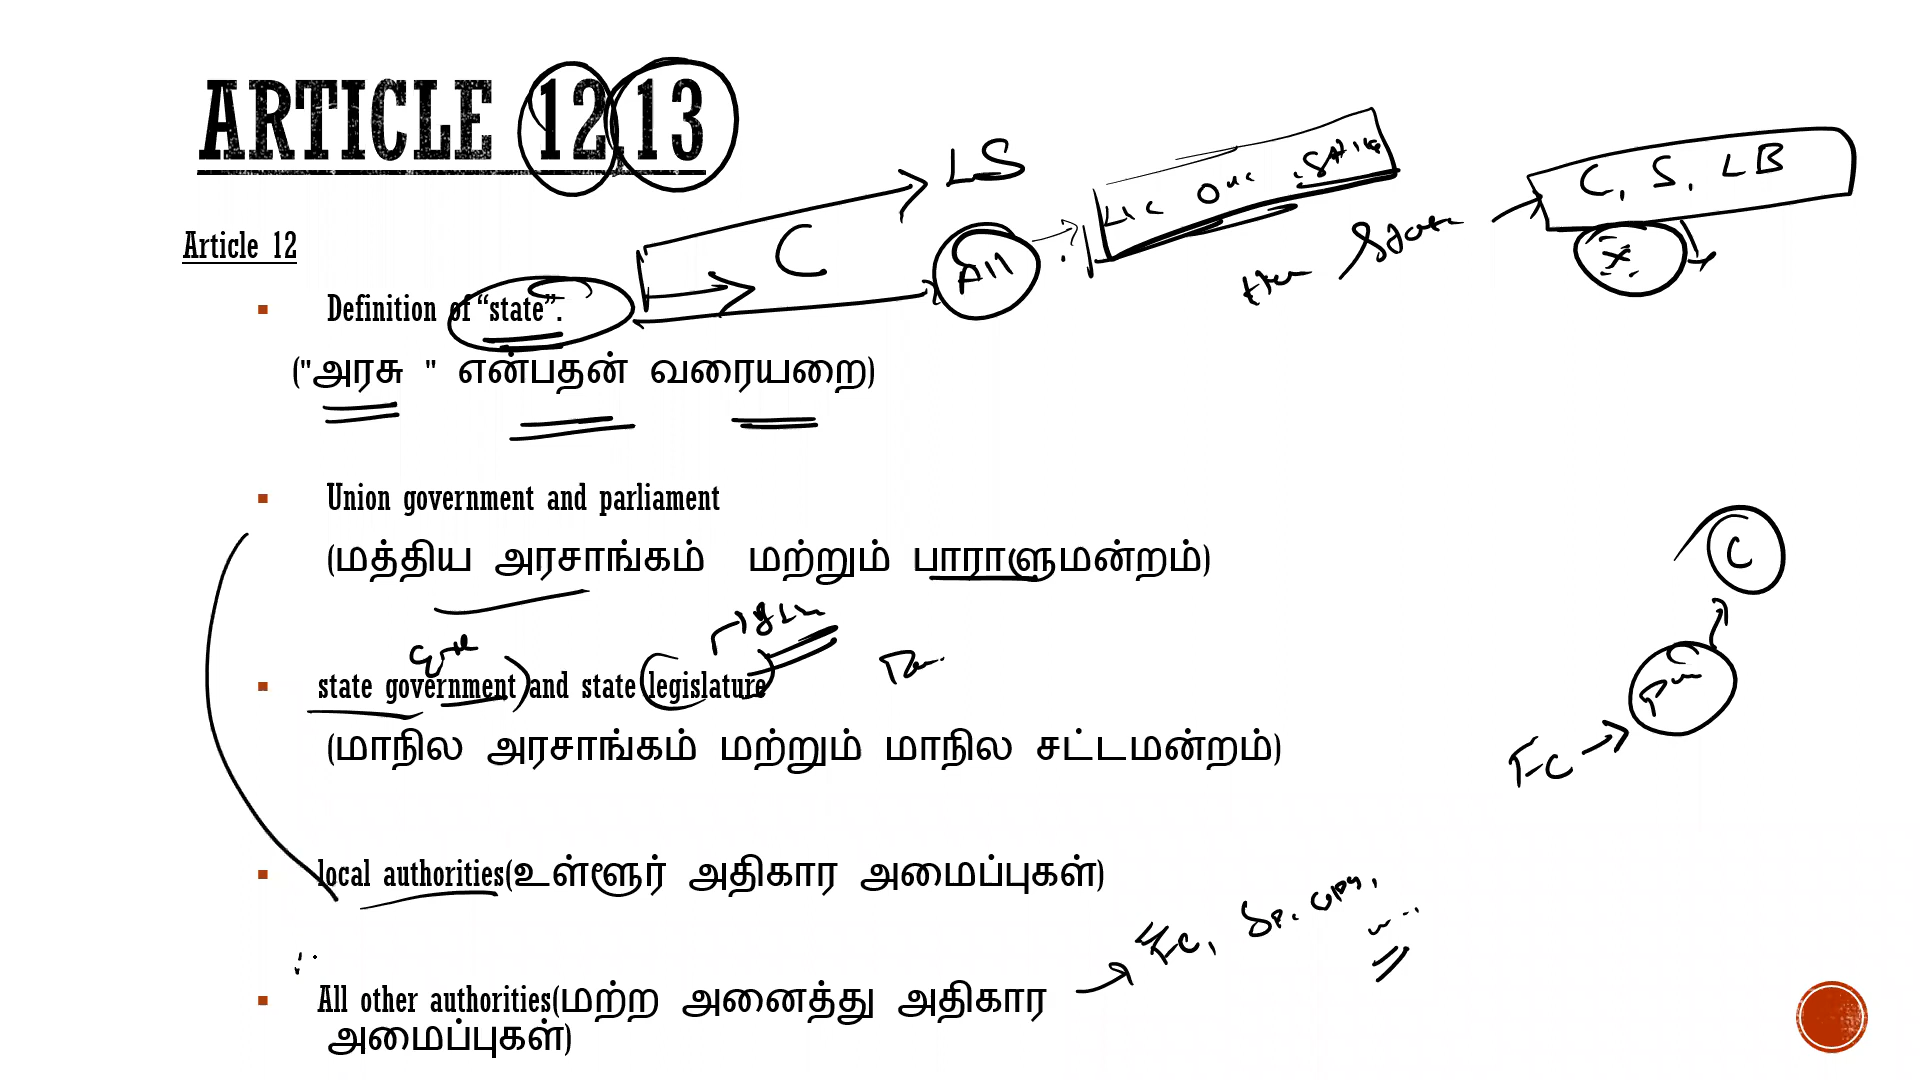 ARTICLE 12,13
LS
C
All
C, S, LB
X
Article 12
Definition of “state”.
("அரசு " என்பதன் வரையறை)
Union government and parliament
(மத்திய அரசாங்கம் மற்றும் பாராளுமன்றம்)
C
state government and state legislature
(மாநில அரசாங்கம் மற்றும் மாநில சட்டமன்றம்)
local authorities(உள்ளூர் அதிகார அமைப்புகள்)
All other authorities(மற்ற அனைத்து அதிகார
அமைப்புகள்)